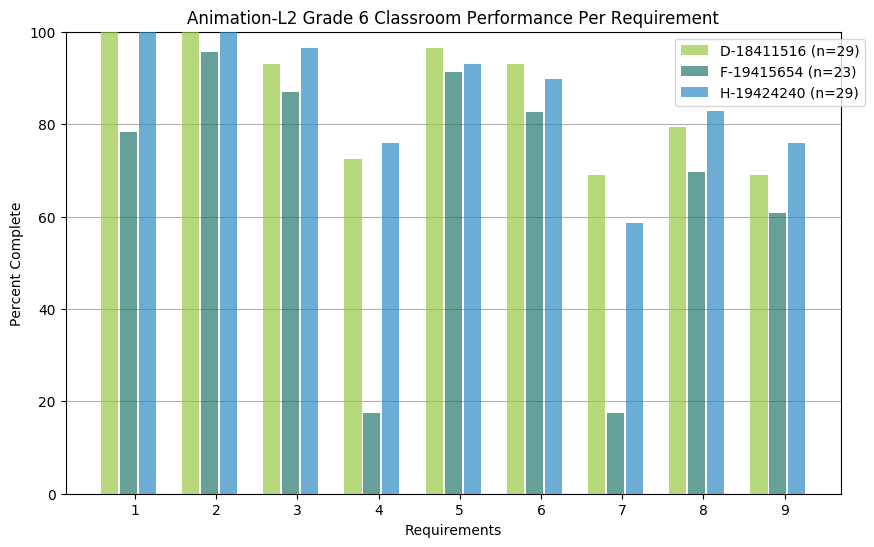 Animation-L2 Grade 6 Classroom Performance Per Requirement
D-18411516 (n=29)
F-19415654 (n=23)
H-19424240 (n=29)
Percent Complete
100
80
60
40
20
0
1 2 3 4 5 6 7 8 9
Requirements